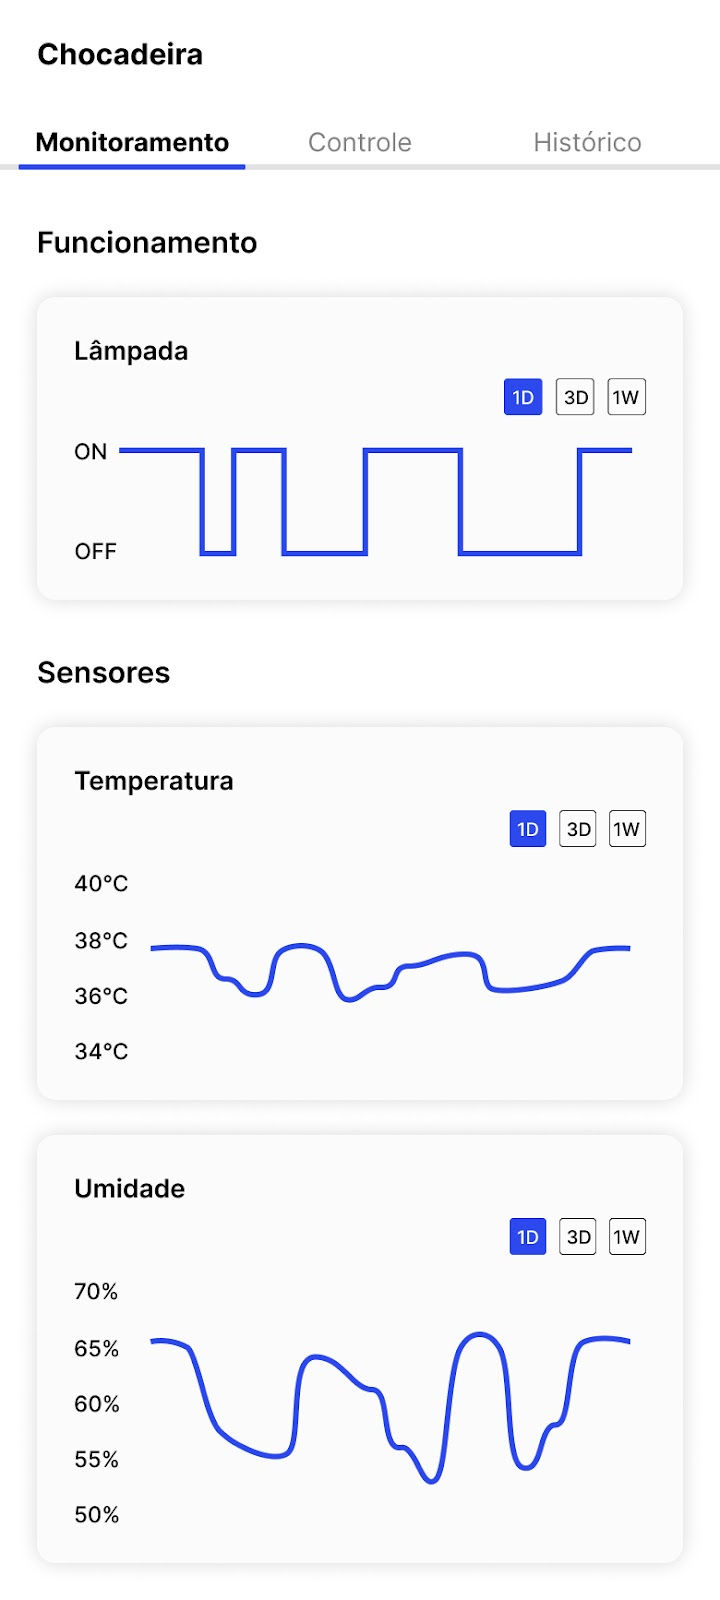 Chocadeira
Monitoramento Controle Histórico
Funcionamento
Lâmpada
1D 3D 1W
ON
OFF
Sensores
Temperatura
1D 3D 1W
40°C
38°C
36°C
34°C
Umidade
1D 3D 1W
70%
65%
60%
55%
50%